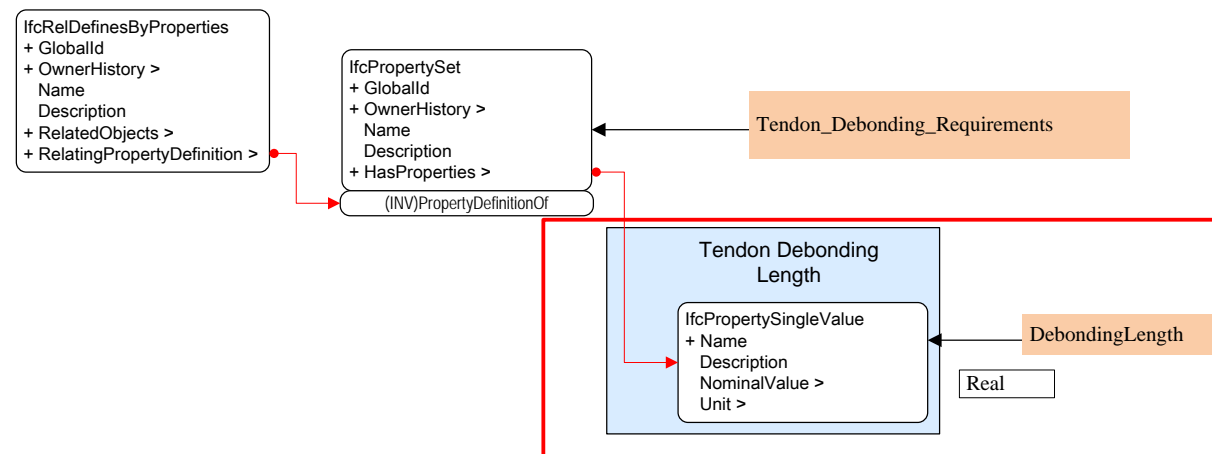 IfcRelDefinesByProperties
+ GlobalId
+ OwnerHistory >
Name
Description
+ RelatedObjects >
+ RelatingPropertyDefinition >
IfcPropertySet
+ GlobalId
+ OwnerHistory >
Name
Description
+ HasProperties >
(INV)PropertyDefinitionOf
Tendon_Debonding_Requirements
Tendon Debonding
Length
IfcPropertySingleValue
+ Name
Description
NominalValue >
Unit >
DebondingLength
Real